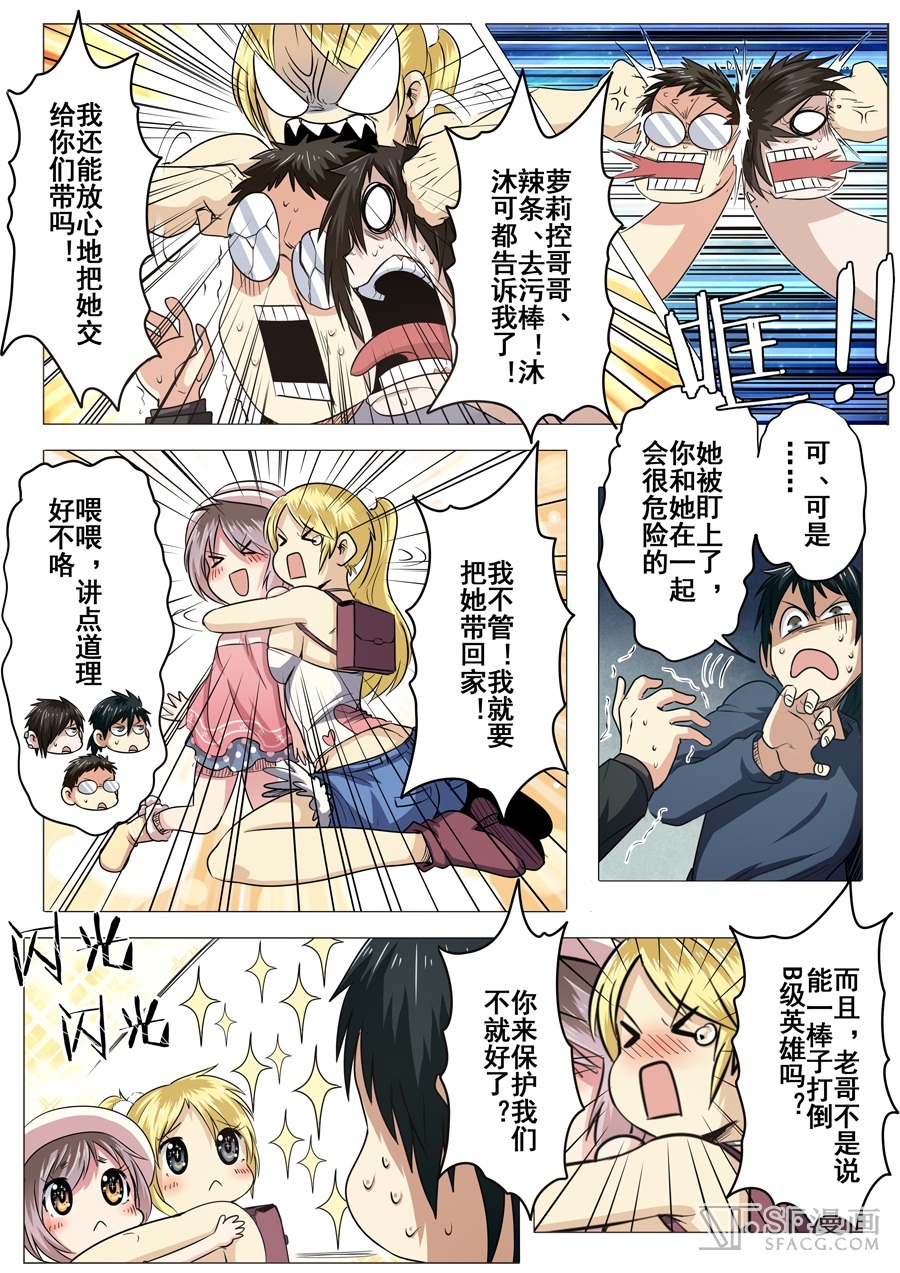 哐!!
萝莉控哥哥、
辣条、去污棒！沐
沐可都告诉我了！
我还能放心地把她交
给你们带吗！
可、可是
……
她被盯上了，
你和她在一起
会很危险的
我不管！我就要
把她带回家！
喂喂，讲点道理
好不咯
而且，老哥不是说
能一棒子打倒
B级英雄吗？
你来保护我们
不就好了？
闪光
闪光
SF漫画
SFACG.COM